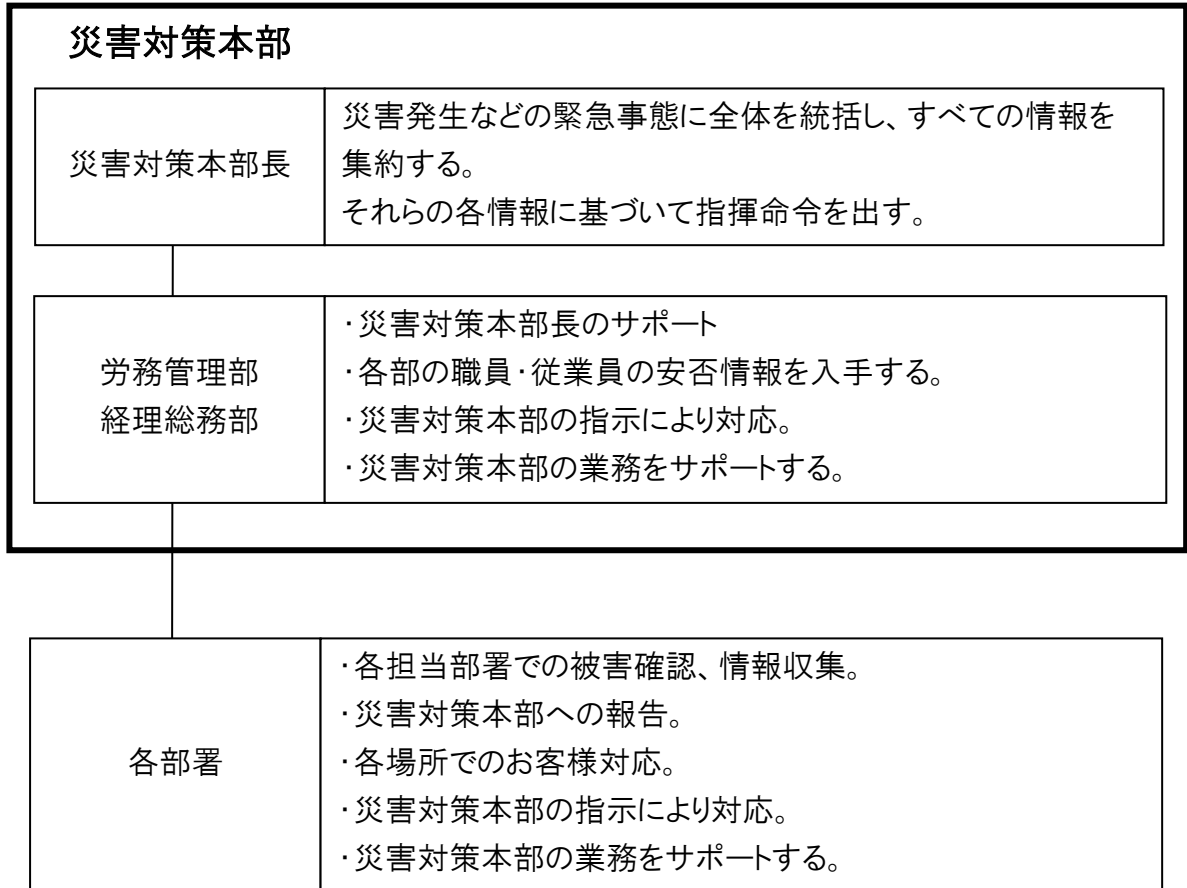 災害対策本部
災害対策本部長
災害発生などの緊急事態に全体を統括し、すべての情報を
集約する。
それらの各情報に基づいて指揮命令を出す。
労務管理部
経理総務部
・災害対策本部長のサポート
・各部の職員・従業員の安否情報を入手する。
・災害対策本部の指示により対応。
・災害対策本部の業務をサポートする。
各部署
・各担当部署での被害確認、情報収集。
・災害対策本部への報告。
・各場所でのお客様対応。
・災害対策本部の指示により対応。
・災害対策本部の業務をサポートする。